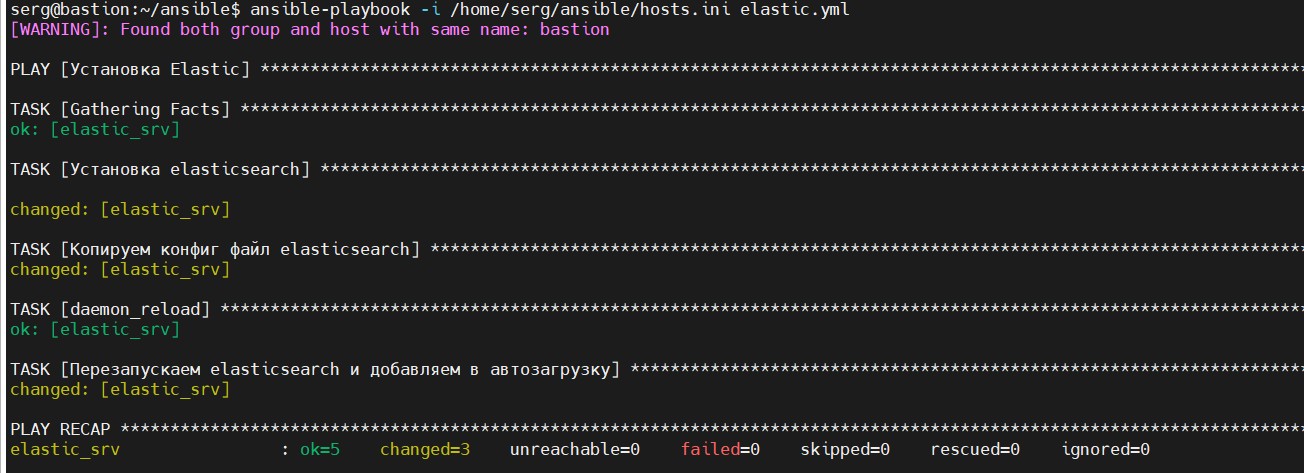 serg@bastion:~/ansible$ ansible-playbook -i /home/serg/ansible/hosts.ini elastic.yml
[WARNING]: Found both group and host with same name: bastion
PLAY [Установка Elastic] *********************************************************************************************************
TASK [Gathering Facts] ***********************************************************************************************************
ok: [elastic_srv]
TASK [Установка elasticsearch] ***************************************************************************************************
changed: [elastic_srv]
TASK [Копируем конфиг файл elasticsearch] ****************************************************************************************
changed: [elastic_srv]
TASK [daemon_reload] *************************************************************************************************************
ok: [elastic_srv]
TASK [Перезапускаем elasticsearch и добавляем в автозагрузку] ********************************************************************
changed: [elastic_srv]
PLAY RECAP ***********************************************************************************************************************
elastic_srv                : ok=5    changed=3    unreachable=0    failed=0    skipped=0    rescued=0    ignored=0